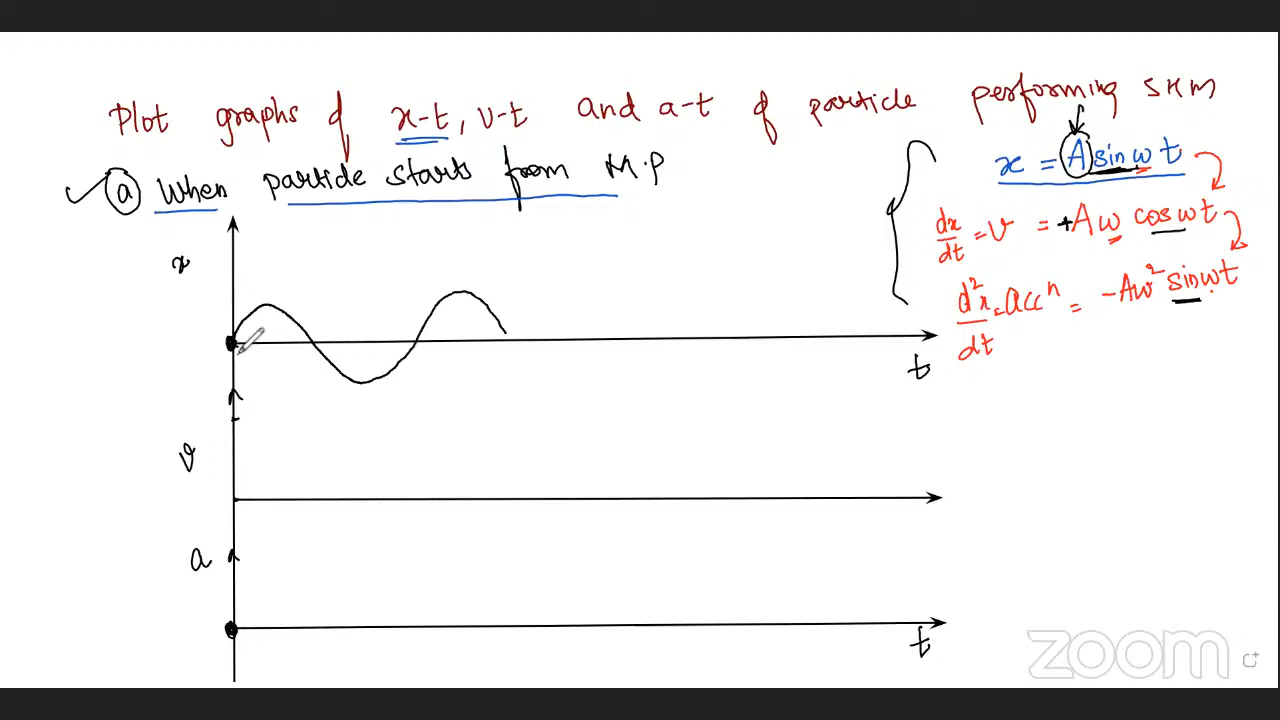 Plot graphs of x-t, v-t and a-t of particle performing SHM
(a) When particle starts from M.P
x = A sin ωt
dx/dt = v = +Aω cos ωt
d²x/dt = accⁿ = -Aω² sin ωt
x
t
v
a
t
zoom